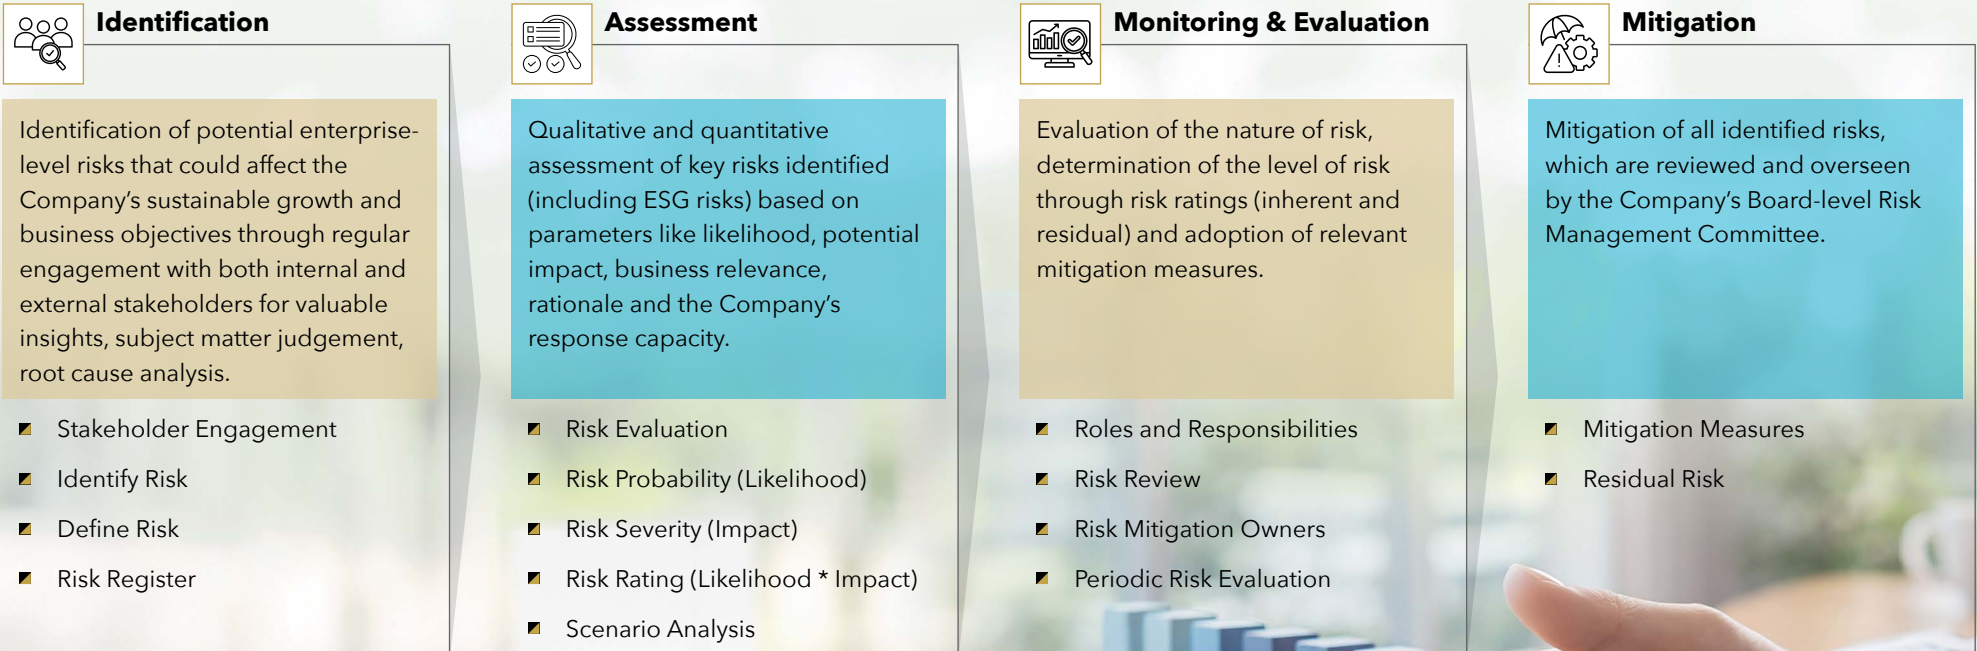 Identification
Identification of potential enterprise-
level risks that could affect the
Company’s sustainable growth and
business objectives through regular
engagement with both internal and
external stakeholders for valuable
insights, subject matter judgement,
root cause analysis.
Stakeholder Engagement
Identify Risk
Define Risk
Risk Register
Assessment
Qualitative and quantitative
assessment of key risks identified
(including ESG risks) based on
parameters like likelihood, potential
impact, business relevance,
rationale and the Company’s
response capacity.
Risk Evaluation
Risk Probability (Likelihood)
Risk Severity (Impact)
Risk Rating (Likelihood * Impact)
Scenario Analysis
Monitoring & Evaluation
Evaluation of the nature of risk,
determination of the level of risk
through risk ratings (inherent and
residual) and adoption of relevant
mitigation measures.
Roles and Responsibilities
Risk Review
Risk Mitigation Owners
Periodic Risk Evaluation
Mitigation
Mitigation of all identified risks,
which are reviewed and overseen
by the Company’s Board-level Risk
Management Committee.
Mitigation Measures
Residual Risk